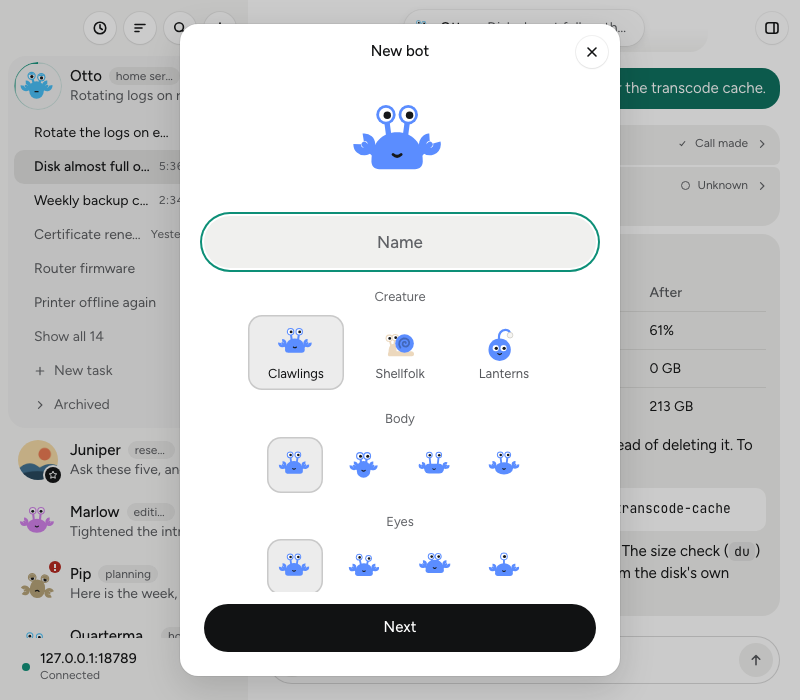 New bot
Name
Creature
Clawlings
Shellfolk
Lanterns
Body
Eyes
Next
Otto
home ser...
Rotating logs on
Rotate the logs on e...
Disk almost full o...
5:36
Weekly backup c...
2:34
Certificate rene...
Router firmware
Printer offline again
Show all 14
New task
Archived
Juniper
rese...
Ask these five, an
Marlow
editi...
Tightened the
Pip
planning
Here is the week,
127.0.0.1:18789
Connected
the transcode cache.
Call made
Unknown
After
61%
0 GB
213 GB
of deleting it. To
transcode-cache
The size check ( du )
the disk's own